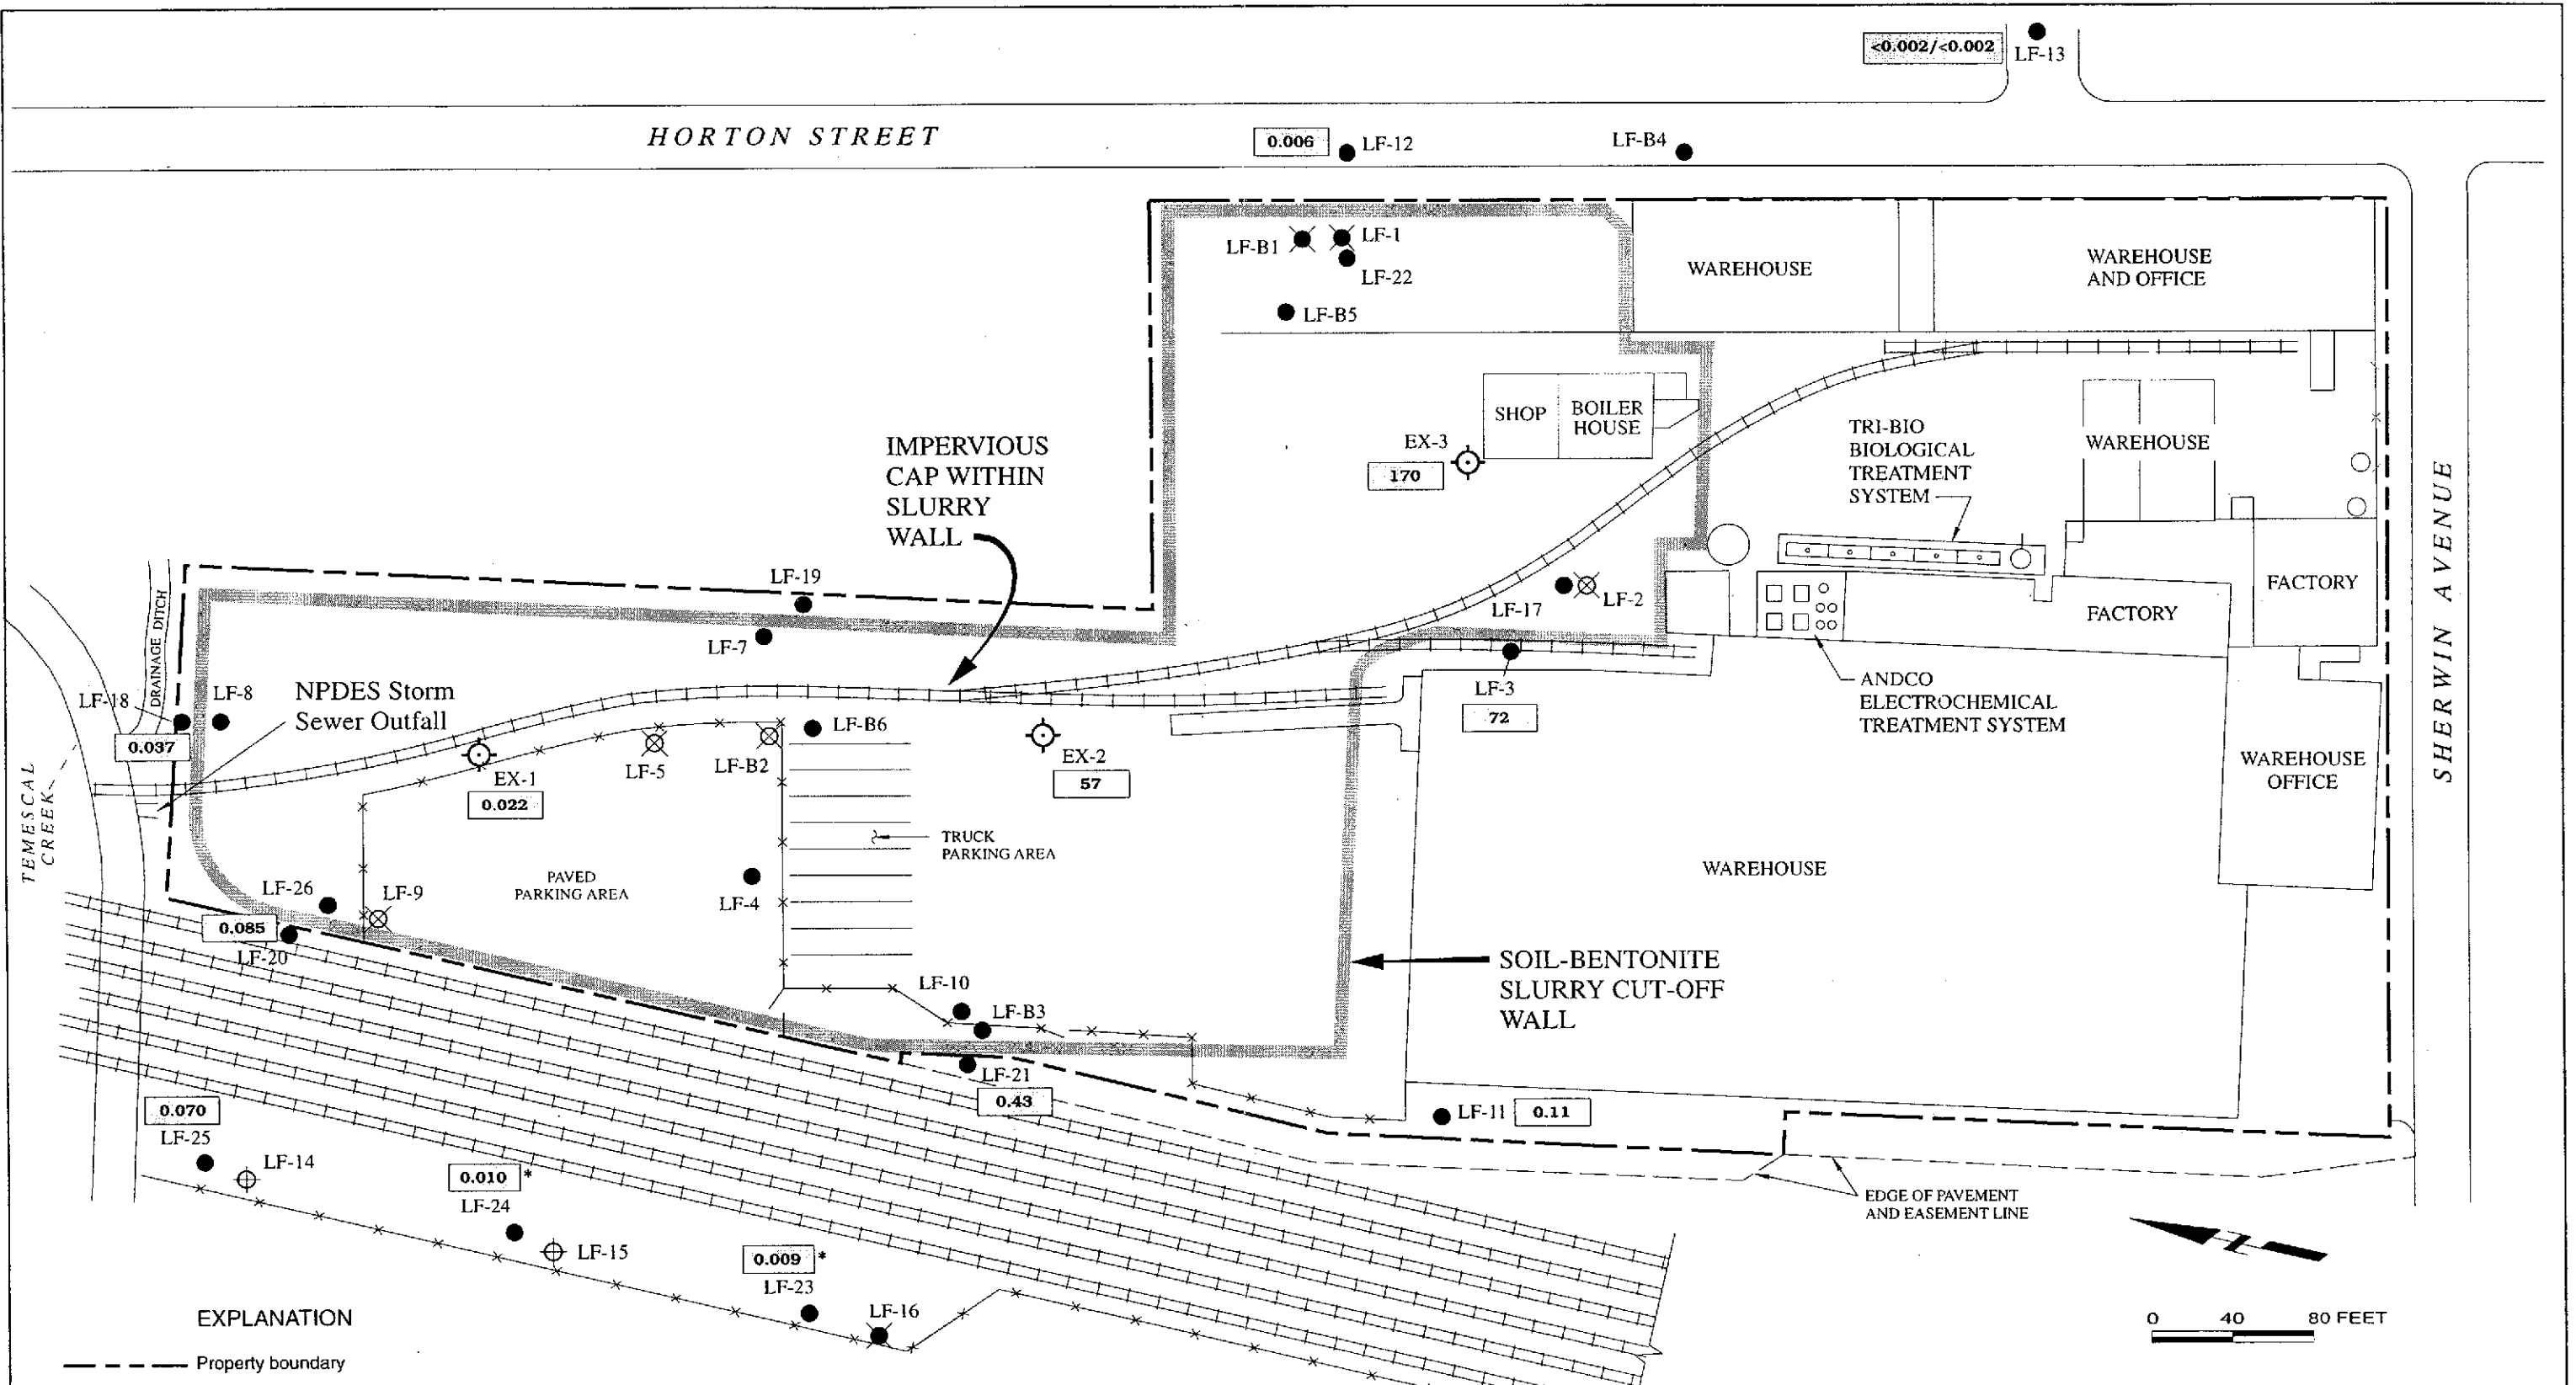 <0.002/<0.002
LF-13
HORTON STREET
0.006
LF-12
LF-B4
LF-B1
LF-1
LF-22
LF-B5
WAREHOUSE
WAREHOUSE
AND OFFICE
SHOP
BOILER
HOUSE
EX-3
170
TRI-BIO
BIOLOGICAL
TREATMENT
SYSTEM
WAREHOUSE
IMPERVIOUS
CAP WITHIN
SLURRY
WALL
SHERWIN AVENUE
LF-19
LF-7
LF-17
LF-2
FACTORY
FACTORY
DRAINAGE DITCH
LF-18
LF-8
NPDES Storm
Sewer Outfall
0.037
LF-3
72
ANDCO
ELECTROCHEMICAL
TREATMENT SYSTEM
LF-B6
LF-5
LF-B2
EX-1
0.022
EX-2
57
WAREHOUSE
OFFICE
TEMESCAL
CREEK
TRUCK
PARKING AREA
PAVED
PARKING AREA
WAREHOUSE
LF-26
LF-9
LF-4
0.085
LF-20
SOIL-BENTONITE
SLURRY CUT-OFF
WALL
LF-10
LF-B3
LF-21
0.43
LF-11
0.11
0.070
LF-25
LF-14
0.010*
LF-24
LF-15
0.009*
LF-23
LF-16
EDGE OF PAVEMENT
AND EASEMENT LINE
EXPLANATION
Property boundary
0 40 80 FEET